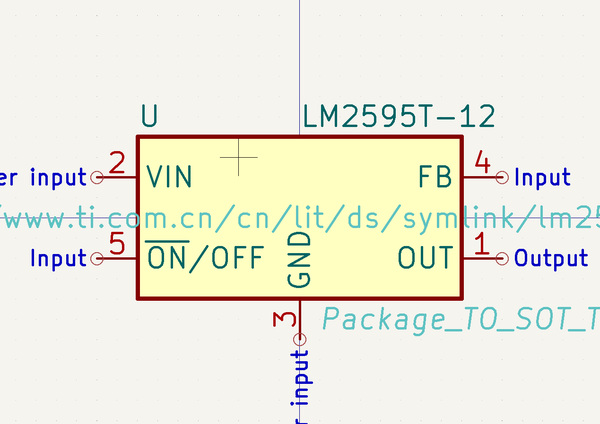 U LM2595T-12
er input 2 VIN FB 4 Input
/www.ti.com.cn/cn/lit/ds/symlink/lm25
Input 5 ON/OFF GND OUT 1 Output
3 Package_TO_SOT_T
r input